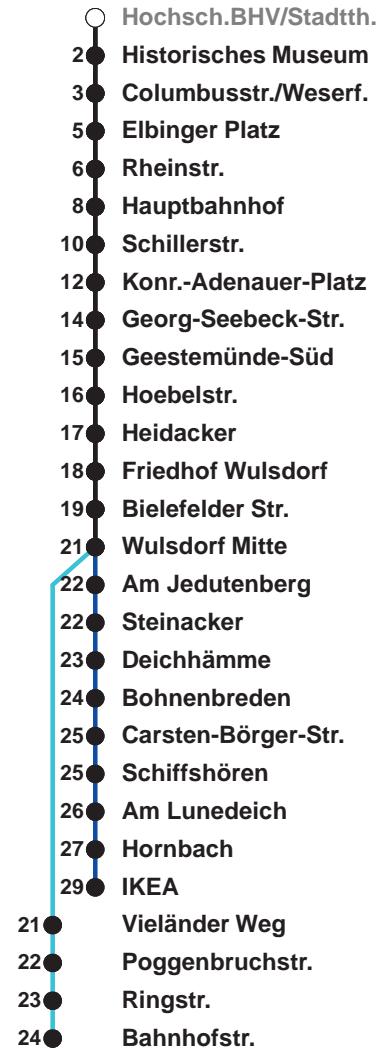 Hochsch.BHV/Stadtth.
2 Historisches Museum
3 Columbusstr./Weserf.
5 Elbinger Platz
6 Rheinstr.
8 Hauptbahnhof
10 Schillerstr.
12 Konr.-Adenauer-Platz
14 Georg-Seebeck-Str.
15 Geestemünde-Süd
16 Hoebelstr.
17 Heidacker
18 Friedhof Wulsdorf
19 Bielefelder Str.
21 Wulsdorf Mitte
22 Am Jedutenberg
22 Steinacker
23 Deichhämme
24 Bohnenbreden
25 Carsten-Börger-Str.
25 Schiffshören
26 Am Lunedeich
27 Hornbach
29 IKEA
21 Vieländer Weg
22 Poggenbruchstr.
23 Ringstr.
24 Bahnhofstr.